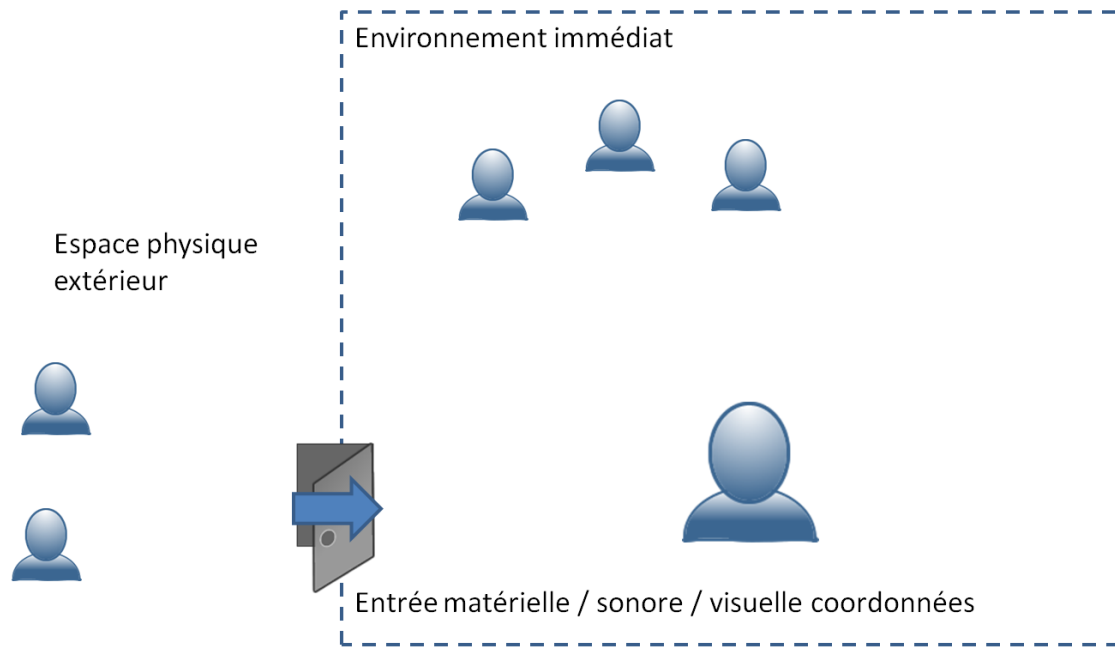 Environnement immédiat
Espace physique
extérieur
Entrée matérielle / sonore / visuelle coordonnées